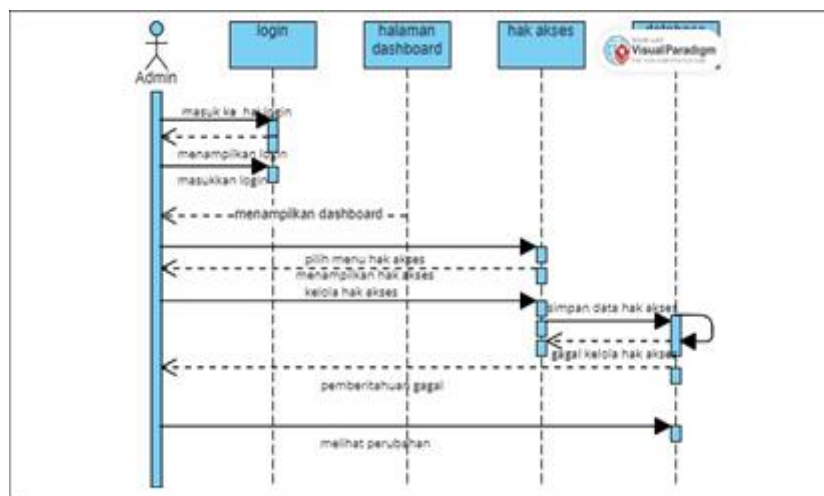 login
halaman
dashboard
hak akses
database
VisualParadigm
Admin
masuk ke hal login
menampilkan login
masukkan login
menampilkan dashboard
pilih menu hak akses
menampilkan hak akses
kelola hak akses
simpan data hak akses
gagal kelola hak akses
pemberitahuan gagal
melihat perubahan